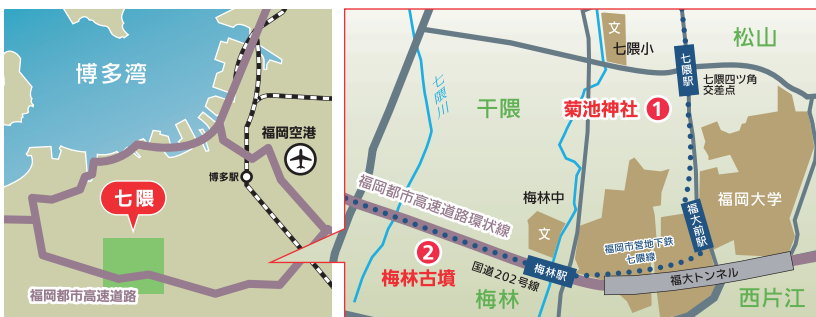 博多湾
福岡空港
博多駅
七隈
福岡都市高速道路
文
七隈小
松山
七隈駅
七隈四ツ角
交差点
七隈川
干隈
菊池神社 1
梅林中
文
福岡大学
福大前駅
福岡都市高速道路環状線
2
梅林古墳
福岡市営地下鉄
七隈線
梅林駅
国道202号線
福大トンネル
梅林
西片江